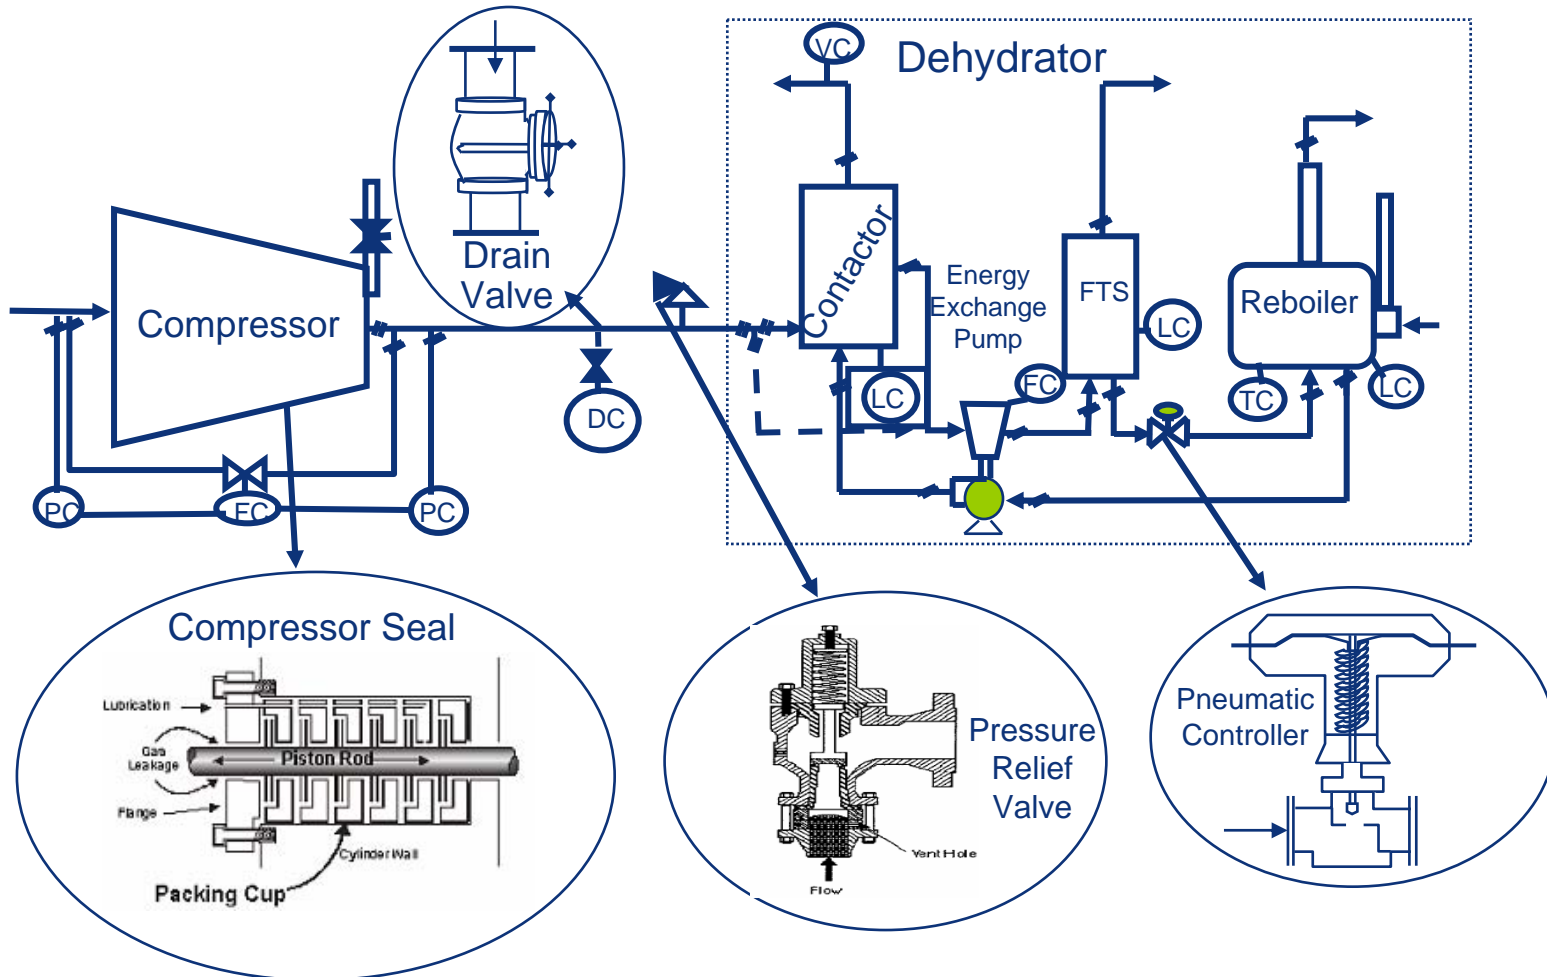 VC
Dehydrator
Drain
Valve
Compressor
Contactor
Energy
Exchange
Pump
FTS
LC
Reboiler
FC
LC
TC
LC
DC
PC
FC
PC
Compressor Seal
Lubrication
Gas
Leakage
Piston Rod
Flange
Cylinder Wall
Packing Cup
Pressure
Relief
Valve
Vent Hole
Flow
Pneumatic
Controller